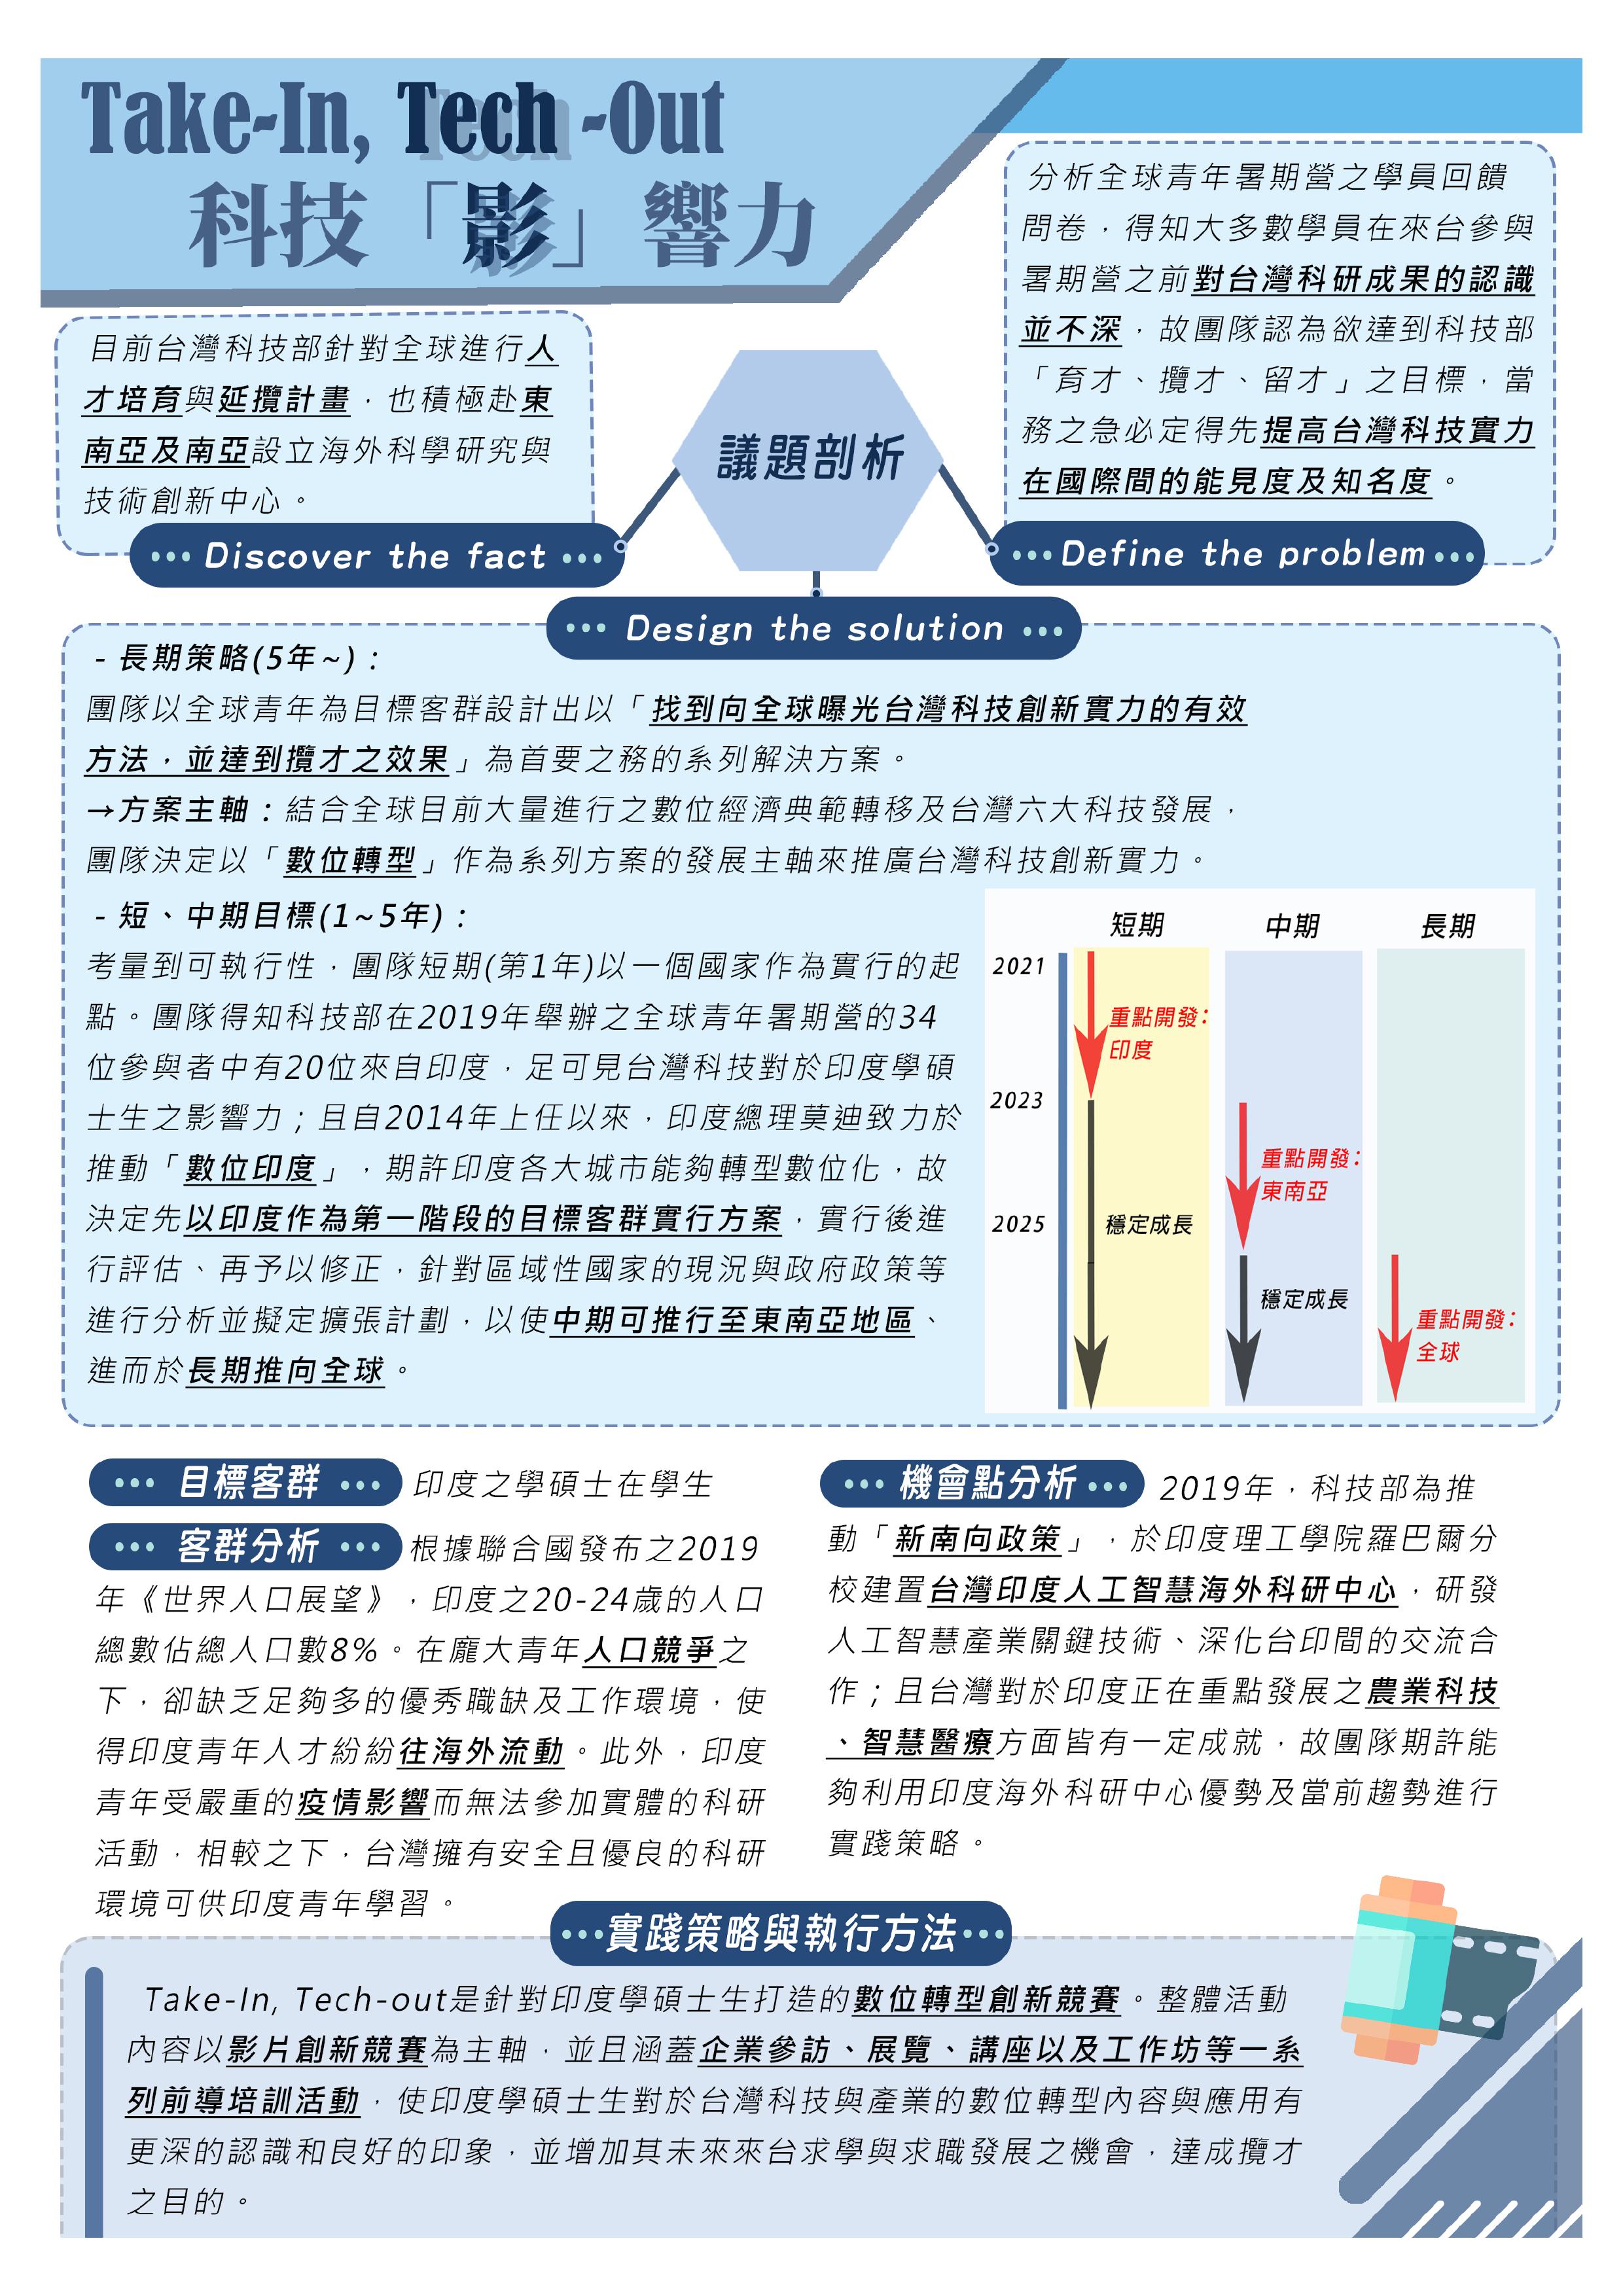 Take-In, Tech -Out
科技「影」響力
目前台灣科技部針對全球進行人
才培育與延攬計畫，也積極赴東
南亞及南亞設立海外科學研究與
技術創新中心。
Discover the fact
議題剖析
分析全球青年暑期營之學員回饋
問卷，得知大多數學員在來台參與
暑期營之前對台灣科研成果的認識
並不深，故團隊認為欲達到科技部
「育才、攬才、留才」之目標，當
務之急必定得先提高台灣科技實力
在國際間的能見度及知名度。
Define the problem
Design the solution
- 長期策略(5年~)：
團隊以全球青年為目標客群設計出以「找到向全球曝光台灣科技創新實力的有效
方法，並達到攬才之效果」為首要之務的系列解決方案。
→方案主軸：結合全球目前大量進行之數位經濟典範轉移及台灣六大科技發展，
團隊決定以「數位轉型」作為系列方案的發展主軸來推廣台灣科技創新實力。
- 短、中期目標(1~5年)：
考量到可執行性，團隊短期(第1年)以一個國家作為實行的起
點。團隊得知科技部在2019年舉辦之全球青年暑期營的34
位參與者中有20位來自印度，足可見台灣科技對於印度學碩
士生之影響力；且自2014年上任以來，印度總理莫迪致力於
推動「數位印度」，期許印度各大城市能夠轉型數位化，故
決定先以印度作為第一階段的目標客群實行方案，實行後進
行評估、再予以修正，針對區域性國家的現況與政府政策等
進行分析並擬定擴張計劃，以使中期可推行至東南亞地區、
進而於長期推向全球。
短期
中期
長期
2021
重點開發:
印度
2023
重點開發:
東南亞
2025
穩定成長
穩定成長
重點開發:
全球
目標客群 印度之學碩士在學生
客群分析 根據聯合國發布之2019
年《世界人口展望》，印度之20-24歲的人口
總數佔總人口數8%。在龐大青年人口競爭之
下，卻缺乏足夠多的優秀職缺及工作環境，使
得印度青年人才紛紛往海外流動。此外，印度
青年受嚴重的疫情影響而無法參加實體的科研
活動，相較之下，台灣擁有安全且優良的科研
環境可供印度青年學習。
機會點分析 2019年，科技部為推
動「新南向政策」，於印度理工學院羅巴爾分
校建置台灣印度人工智慧海外科研中心，研發
人工智慧產業關鍵技術、深化台印間的交流合
作；且台灣對於印度正在重點發展之農業科技
、智慧醫療方面皆有一定成就，故團隊期許能
夠利用印度海外科研中心優勢及當前趨勢進行
實踐策略。
實踐策略與執行方法
Take-In, Tech-out是針對印度學碩士生打造的數位轉型創新競賽。整體活動
內容以影片創新競賽為主軸，並且涵蓋企業參訪、展覽、講座以及工作坊等一系
列前導培訓活動，使印度學碩士生對於台灣科技與產業的數位轉型內容與應用有
更深的認識和良好的印象，並增加其未來來台求學與求職發展之機會，達成攬才
之目的。